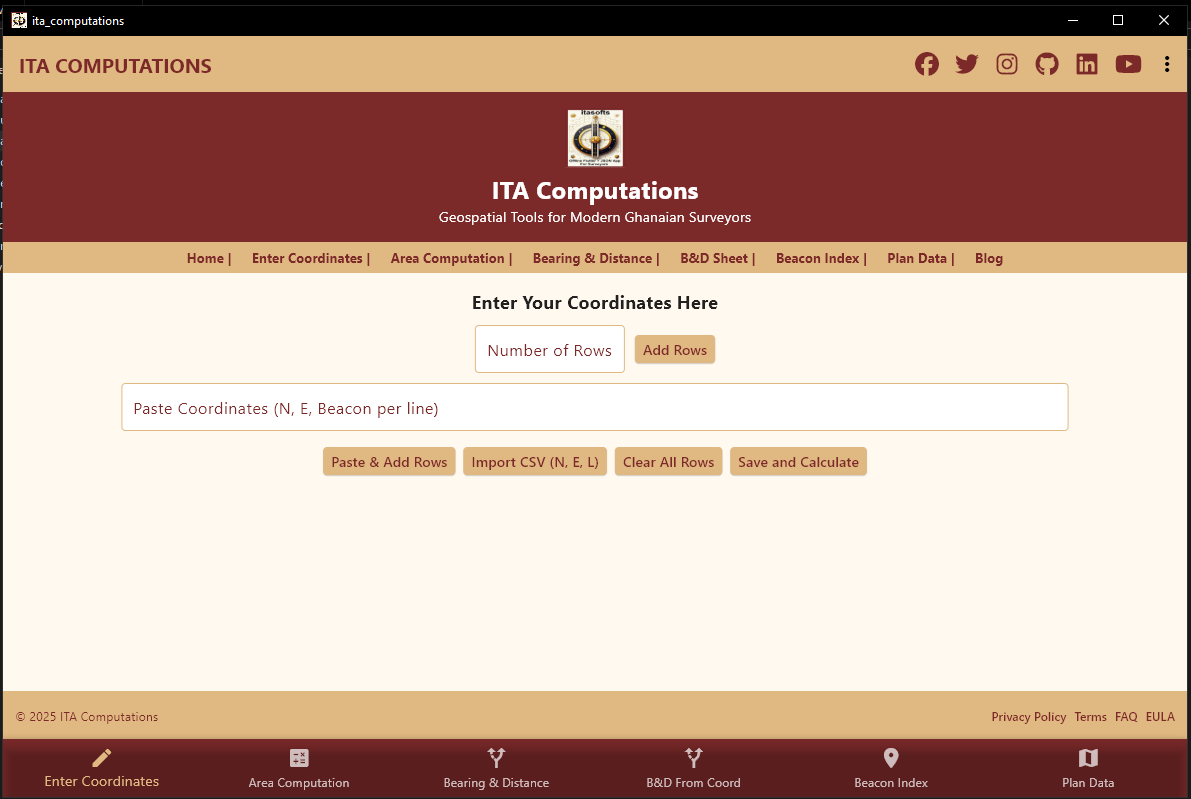 ita_computations
ITA COMPUTATIONS
itasofts
ITA Computations
Geospatial Tools for Modern Ghanaian Surveyors
Home | Enter Coordinates | Area Computation | Bearing & Distance | B&D Sheet | Beacon Index | Plan Data | Blog
Enter Your Coordinates Here
Number of Rows Add Rows
Paste Coordinates (N, E, Beacon per line)
Paste & Add Rows Import CSV (N, E, L) Clear All Rows Save and Calculate
© 2025 ITA Computations Privacy Policy Terms FAQ EULA
Enter Coordinates Area Computation Bearing & Distance B&D From Coord Beacon Index Plan Data